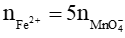 n_{Fe^{2+}} = 5n_{MnO_4^-}